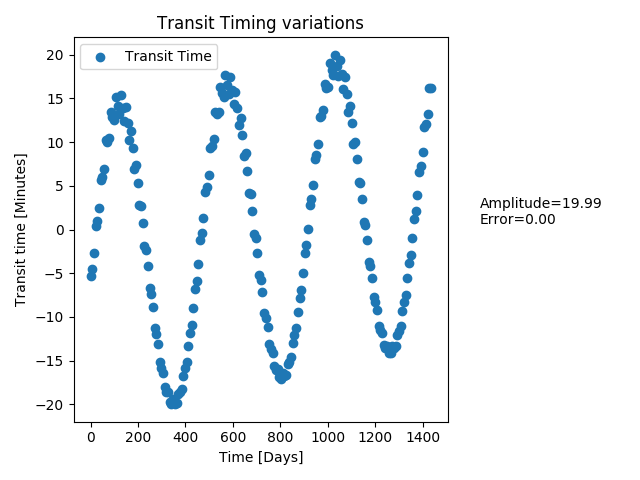 Transit Timing variations
Transit Time
20
15
10
5
0
−5
−10
−15
−20
Transit time [Minutes]
0
200
400
600
800
1000
1200
1400
Time [Days]
Amplitude=19.99
Error=0.00